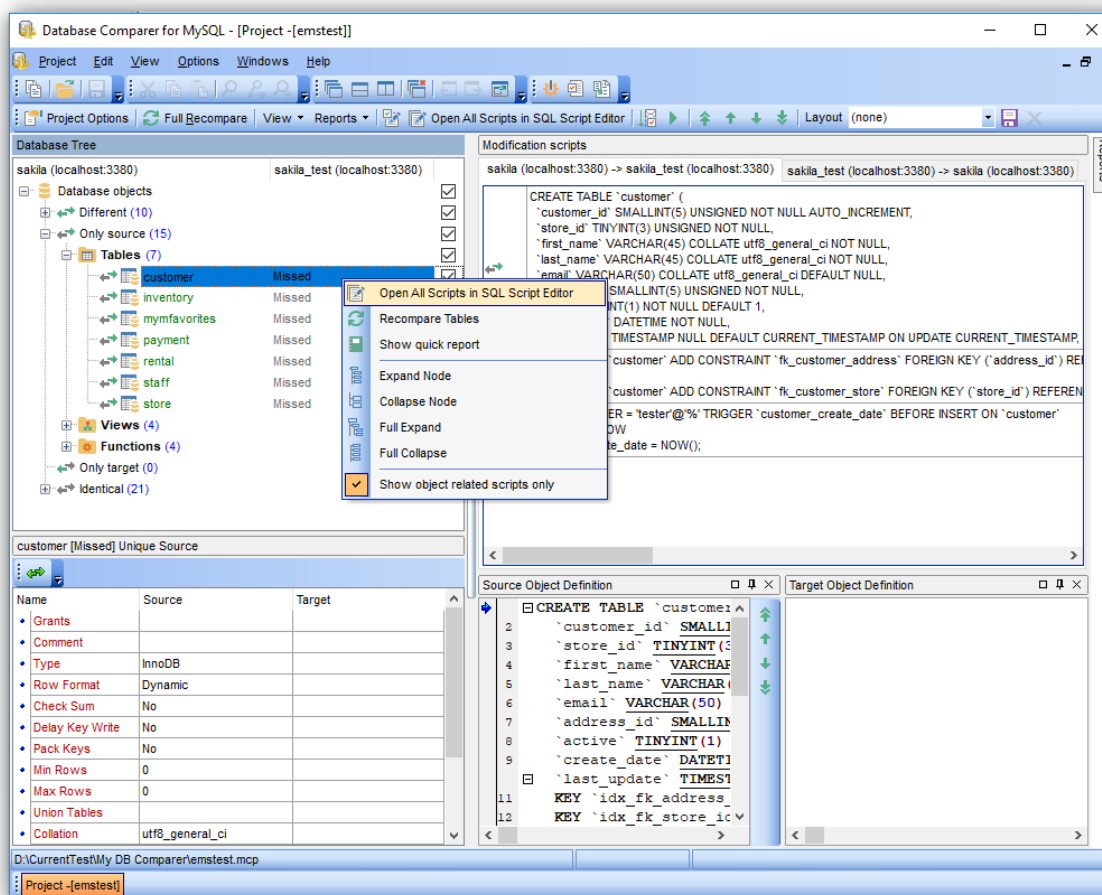 Database Comparer for MySQL - [Project -[emstest]]
Project Edit View Options Windows Help
Project Options Full Recompare View Reports Open All Scripts in SQL Script Editor Layout (none)
Database Tree
sakila (localhost:3380) sakila_test (localhost:3380)
Database objects
Different (10)
Only source (15)
Tables (7)
customer Missed
inventory Missed
mymfavorites Missed
payment Missed
rental Missed
staff Missed
store Missed
Views (4)
Functions (4)
Only target (0)
Identical (21)
Open All Scripts in SQL Script Editor
Recompare Tables
Show quick report
Expand Node
Collapse Node
Full Expand
Full Collapse
Show object related scripts only
Modification scripts
sakila (localhost:3380) -> sakila_test (localhost:3380) sakila_test (localhost:3380) -> sakila (localhost:3380)
CREATE TABLE `customer` (
`customer_id` SMALLINT(5) UNSIGNED NOT NULL AUTO_INCREMENT,
`store_id` TINYINT(3) UNSIGNED NOT NULL,
`first_name` VARCHAR(45) COLLATE utf8_general_ci NOT NULL,
`last_name` VARCHAR(45) COLLATE utf8_general_ci NOT NULL,
`email` VARCHAR(50) COLLATE utf8_general_ci DEFAULT NULL,
SMALLINT(5) UNSIGNED NOT NULL,
NT(1) NOT NULL DEFAULT 1,
DATETIME NOT NULL,
TIMESTAMP NULL DEFAULT CURRENT_TIMESTAMP ON UPDATE CURRENT_TIMESTAMP,
`customer` ADD CONSTRAINT `fk_customer_address` FOREIGN KEY (`address_id`) REI
`customer` ADD CONSTRAINT `fk_customer_store` FOREIGN KEY (`store_id`) REFEREN
ER = 'tester'@'%' TRIGGER `customer_create_date` BEFORE INSERT ON `customer`
OW
te_date = NOW();
customer [Missed] Unique Source
Name Source Target
Grants
Comment
Type InnoDB
Row Format Dynamic
Check Sum No
Delay Key Write No
Pack Keys No
Min Rows 0
Max Rows 0
Union Tables
Collation utf8_general_ci
Source Object Definition
CREATE TABLE `customer
2 `customer_id` SMALLI
3 `store_id` TINYINT(3
4 `first_name` VARCHAR
5 `last_name` VARCHAR(
6 `email` VARCHAR(50)
7 `address_id` SMALLIN
8 `active` TINYINT(1)
9 `create_date` DATETI
`last_update` TIMEST
11 KEY `idx_fk_address_
12 KEY `idx_fk_store_id
Target Object Definition
D:\CurrentTest\My DB Comparer\emstest.mcp
Project -[emstest]